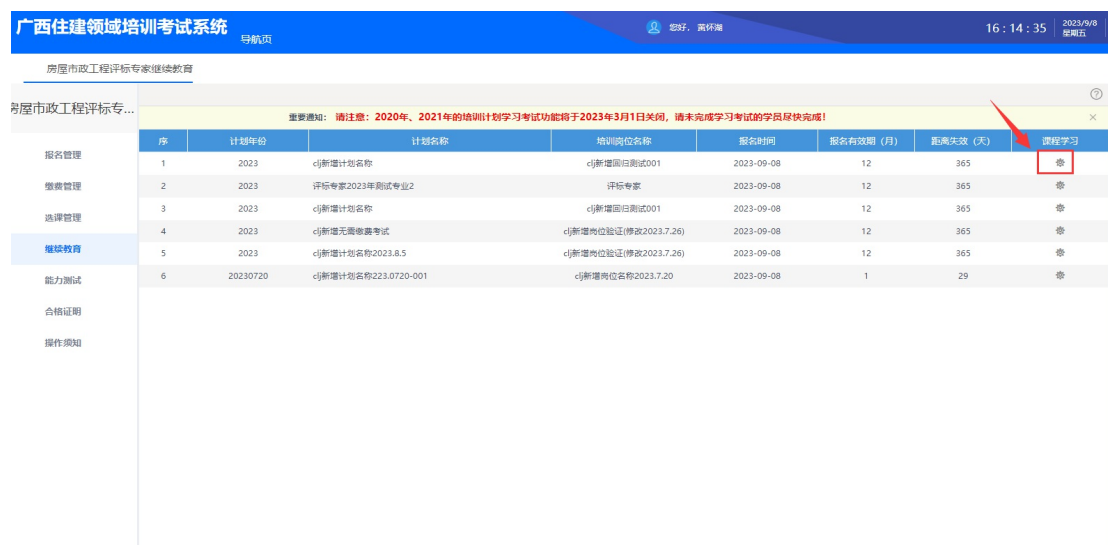 广西住建领域培训考试系统 导航页 您好，黄怀湖 16 : 14 : 35 2023/9/8 星期五
房屋市政工程评标专家继续教育
房屋市政工程评标专...
报名管理
缴费管理
选课管理
继续教育
能力测试
合格证明
操作须知
重要通知： 请注意：2020年、2021年的培训计划学习考试功能将于2023年3月1日关闭，请未完成学习考试的学员尽快完成！
序 计划年份 计划名称 培训岗位名称 报名时间 报名有效期（月） 距离失效（天） 课程学习
1 2023 clj新增计划名称 clj新增回归测试001 2023-09-08 12 365
2 2023 评标专家2023年测试专业2 评标专家 2023-09-08 12 365
3 2023 clj新增计划名称 clj新增回归测试001 2023-09-08 12 365
4 2023 clj新增无需缴费考试 clj新增岗位验证(修改2023.7.26) 2023-09-08 12 365
5 2023 clj新增计划名称2023.8.5 clj新增岗位验证(修改2023.7.26) 2023-09-08 12 365
6 20230720 clj新增计划名称223.0720-001 clj新增岗位名称2023.7.20 2023-09-08 1 29